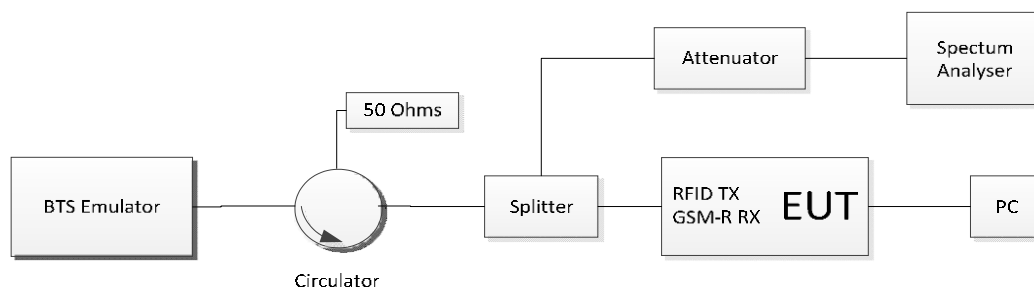 Attenuator
Spectum
Analyser
50 Ohms
BTS Emulator
Circulator
Splitter
RFID TX
GSM-R RX
EUT
PC